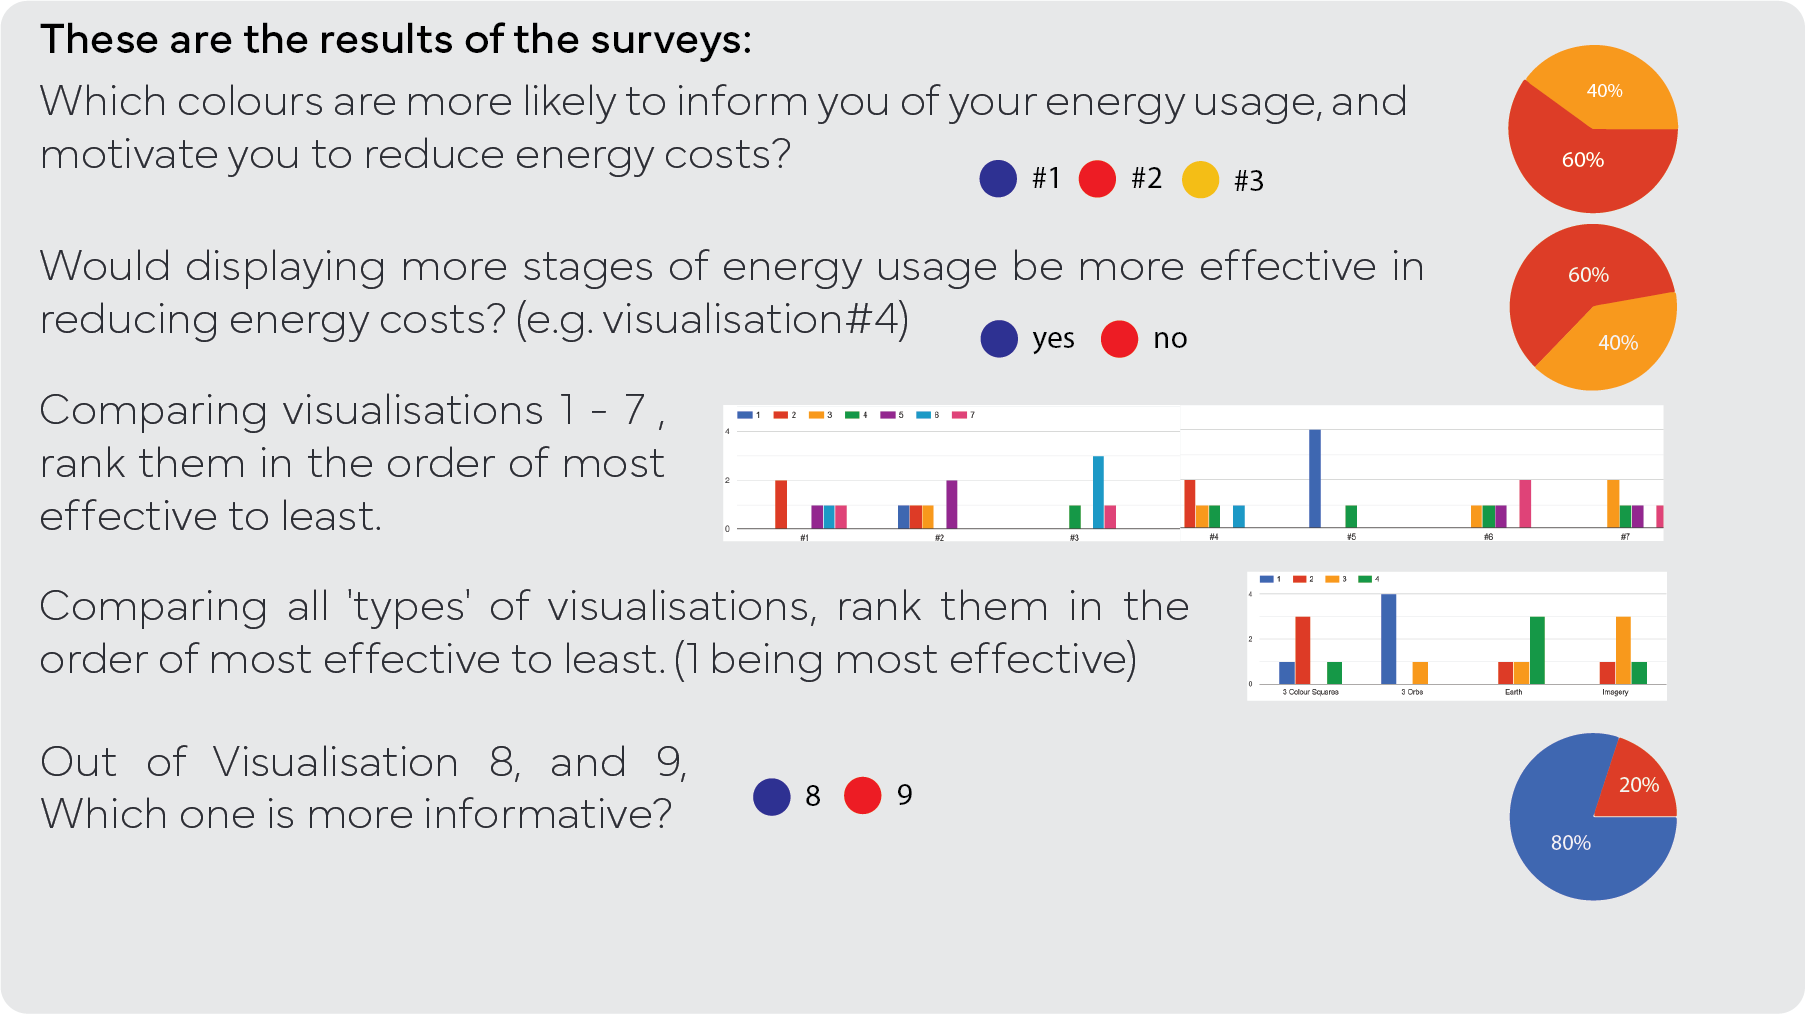 These are the results of the surveys:
Which colours are more likely to inform you of your energy usage, and
motivate you to reduce energy costs?
#1 #2 #3
40%
60%
Would displaying more stages of energy usage be more effective in
reducing energy costs? (e.g. visualisation#4)
yes no
60%
40%
Comparing visualisations 1 - 7 ,
rank them in the order of most
effective to least.
1 2 3 4 5 6 7
4
2
0
#1 #2 #3 #4 #5 #6 #7
Comparing all 'types' of visualisations, rank them in the
order of most effective to least. (1 being most effective)
1 2 3 4
4
2
0
3 Colour Squares 3 Orbs Earth Imagery
Out of Visualisation 8, and 9,
Which one is more informative?
8 9
20%
80%